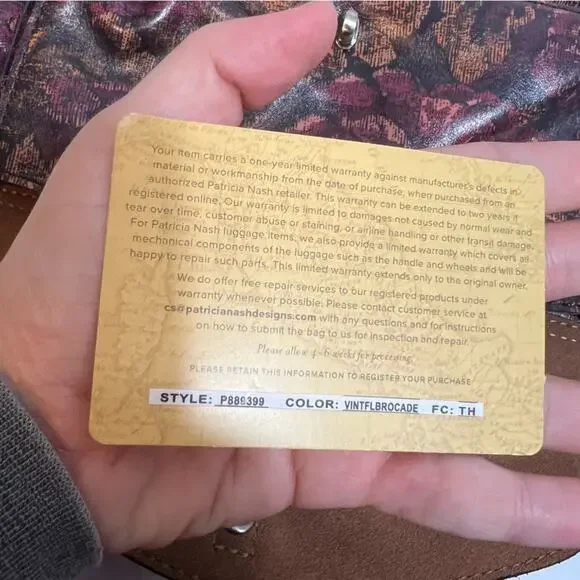 Your item carries a one-year limited warranty against manufacturer's defects in
material or workmanship from the date of purchase, when purchased from an
authorized Patricia Nash retailer. This warranty can be extended to two years if
registered online. Our warranty is limited to damages not caused by normal wear and
tear over time, customer abuse or staining, or airline handling or other transit damage.
For Patricia Nash luggage items, we also provide a limited warranty which covers all
mechanical components of the luggage such as the handle and wheels and will be
happy to repair such parts. This limited warranty extends only to the original owner.
We do offer free repair services to our registered products under
warranty whenever possible. Please contact customer service at
cs@patricianashdesigns.com with any questions and for instructions
on how to submit the bag to us for inspection and repair.
Please allow 4 - 6 weeks for processing.
PLEASE RETAIN THIS INFORMATION TO REGISTER YOUR PURCHASE
STYLE: P889399 COLOR: VINTFLBROCADE FC: TH